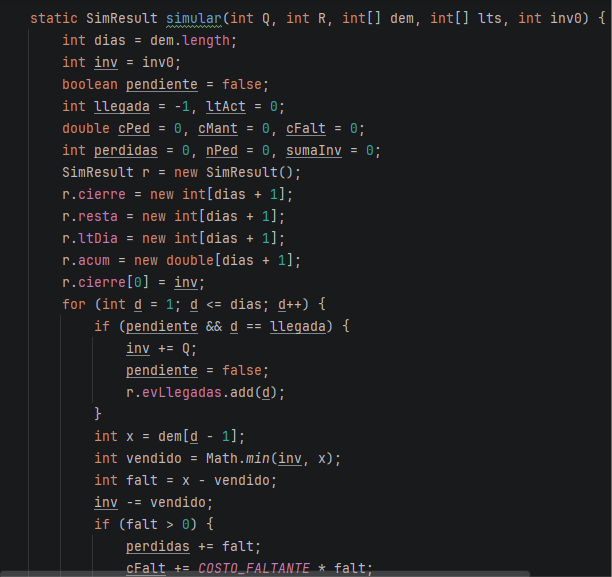 static SimResult simular(int Q, int R, int[] dem, int[] lts, int inv0) {
int dias = dem.length;
int inv = inv0;
boolean pendiente = false;
int llegada = -1, ltAct = 0;
double cPed = 0, cMant = 0, cFalt = 0;
int perdidas = 0, nPed = 0, sumaInv = 0;
SimResult r = new SimResult();
r.cierre = new int[dias + 1];
r.resta = new int[dias + 1];
r.ltDia = new int[dias + 1];
r.acum = new double[dias + 1];
r.cierre[0] = inv;
for (int d = 1; d <= dias; d++) {
if (pendiente && d == llegada) {
inv += Q;
pendiente = false;
r.evLlegadas.add(d);
}
int x = dem[d - 1];
int vendido = Math.min(inv, x);
int falt = x - vendido;
inv -= vendido;
if (falt > 0) {
perdidas += falt;
cFalt += COSTO_FALTANTE * falt;